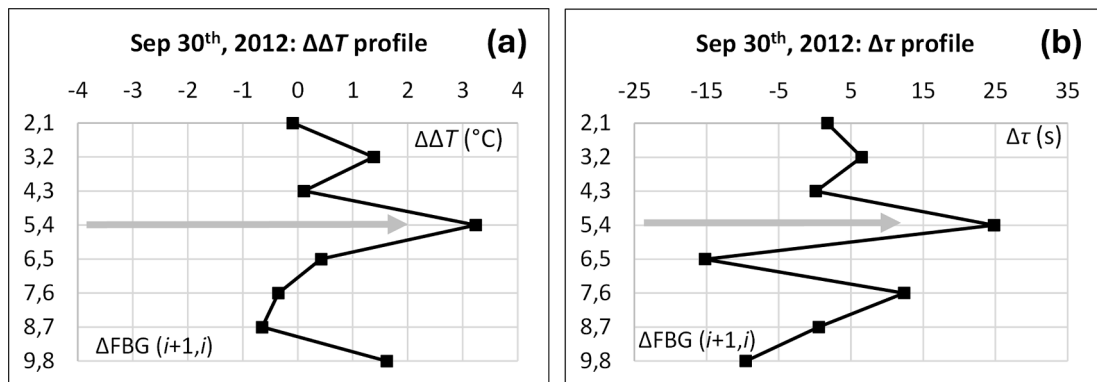 Sep 30th, 2012: ΔΔT profile (a)
-4 -3 -2 -1 0 1 2 3 4
ΔΔT (°C)
2,1
3,2
4,3
5,4
6,5
7,6
8,7
9,8
ΔFBG (i+1,i)
Sep 30th, 2012: Δτ profile (b)
-25 -15 -5 5 15 25 35
Δτ (s)
2,1
3,2
4,3
5,4
6,5
7,6
8,7
9,8
ΔFBG (i+1,i)